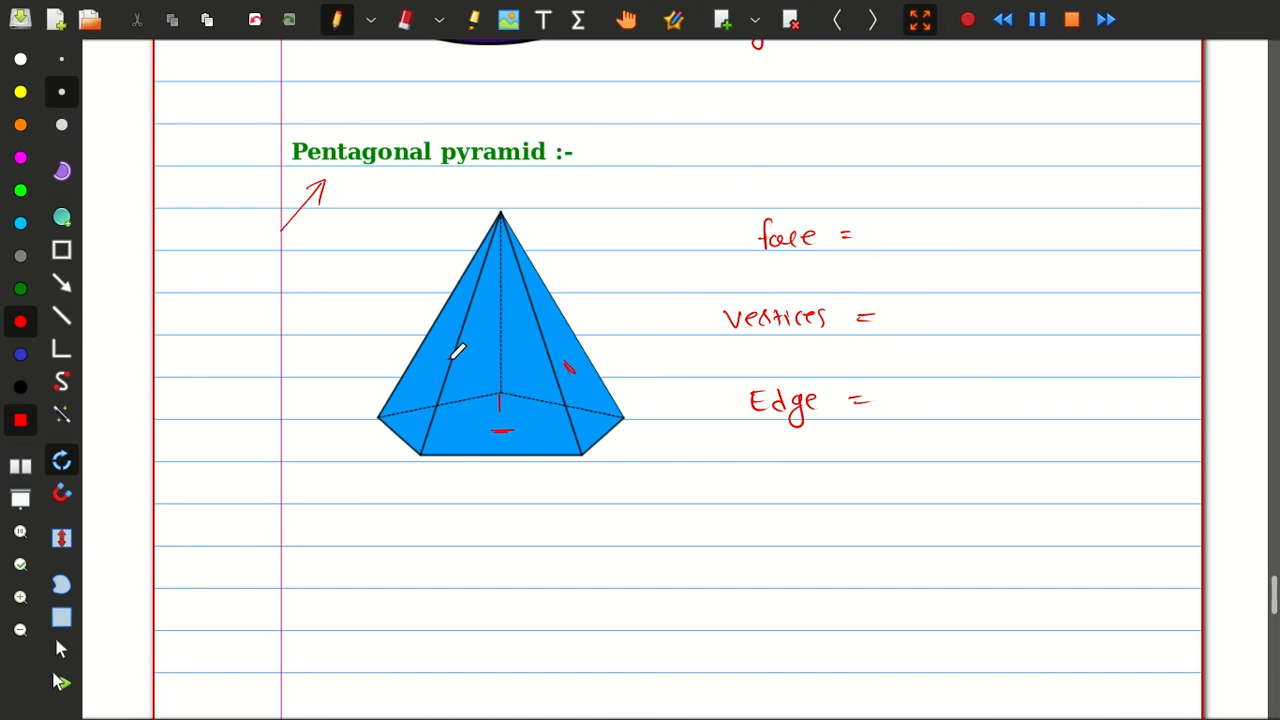 Pentagonal pyramid :-
face =
vertices =
Edge =